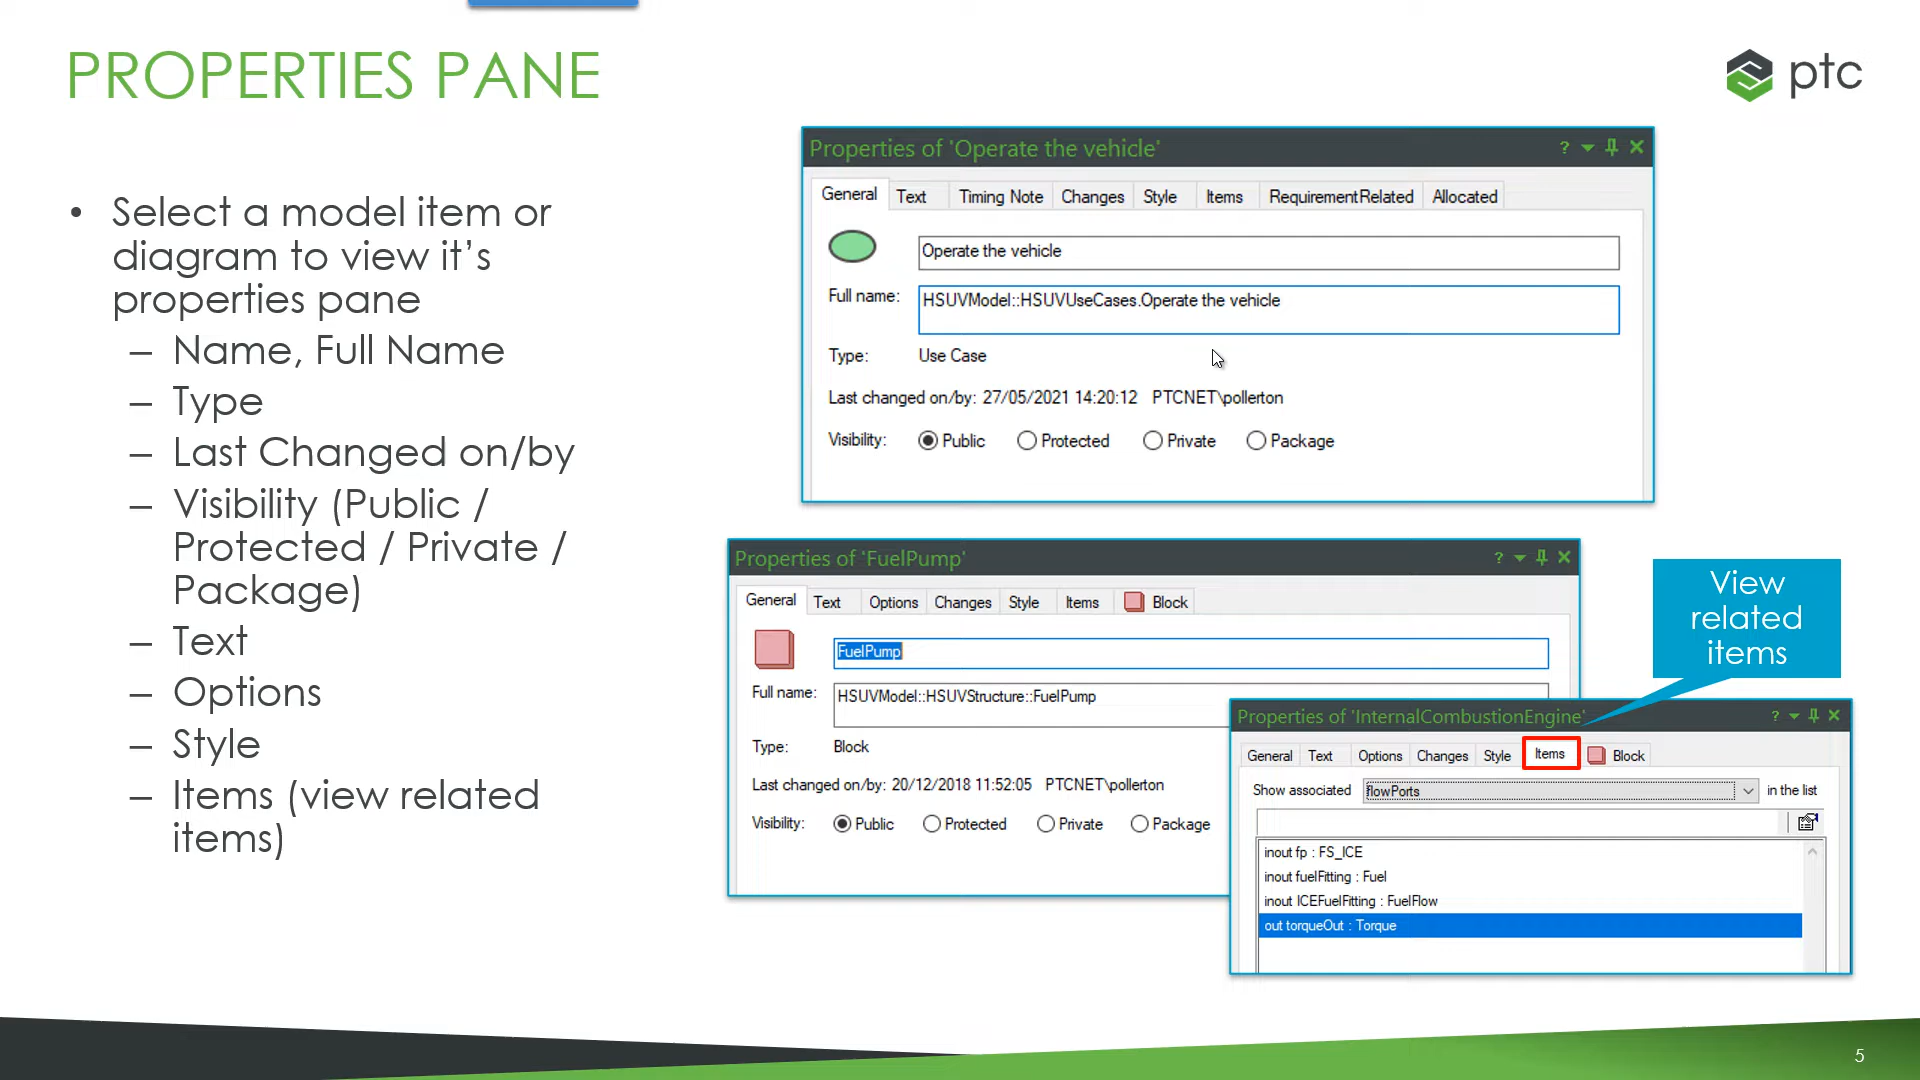 PROPERTIES PANE
ptc
• Select a model item or
diagram to view it’s
properties pane
– Name, Full Name
– Type
– Last Changed on/by
– Visibility (Public /
Protected / Private /
Package)
– Text
– Options
– Style
– Items (view related
items)
Properties of 'Operate the vehicle'
General Text Timing Note Changes Style Items RequirementRelated Allocated
Operate the vehicle
Full name: HSUVModel::HSUVUseCases.Operate the vehicle
Type: Use Case
Last changed on/by: 27/05/2021 14:20:12 PTCNET\pollerton
Visibility: Public Protected Private Package
Properties of 'FuelPump'
General Text Options Changes Style Items Block
FuelPump
Full name: HSUVModel::HSUVStructure::FuelPump
Type: Block
Last changed on/by: 20/12/2018 11:52:05 PTCNET\pollerton
Visibility: Public Protected Private Package
View
related
items
Properties of 'InternalCombustionEngine'
General Text Options Changes Style Items Block
Show associated flowPorts in the list
inout fp : FS_ICE
inout fuelFitting : Fuel
inout ICEFuelFitting : FuelFlow
out torqueOut : Torque
5